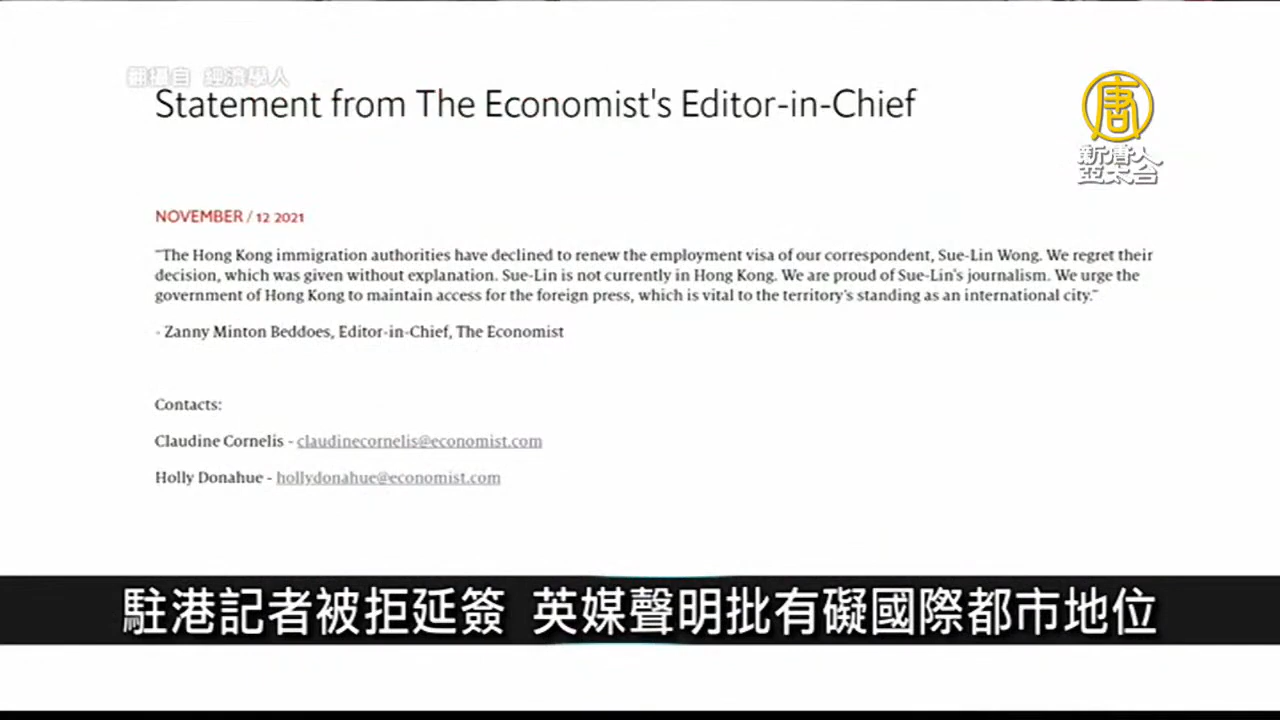 翻攝自 經濟學人
Statement from The Economist's Editor-in-Chief
唐
新唐人
亞太台
NOVEMBER / 12 2021
"The Hong Kong immigration authorities have declined to renew the employment visa of our correspondent, Sue-Lin Wong. We regret their
decision, which was given without explanation. Sue-Lin is not currently in Hong Kong. We are proud of Sue-Lin's journalism. We urge the
government of Hong Kong to maintain access for the foreign press, which is vital to the territory's standing as an international city."
- Zanny Minton Beddoes, Editor-in-Chief, The Economist
Contacts:
Claudine Cornelis - claudinecornelis@economist.com
Holly Donahue - hollydonahue@economist.com
駐港記者被拒延簽 英媒聲明批有礙國際都市地位